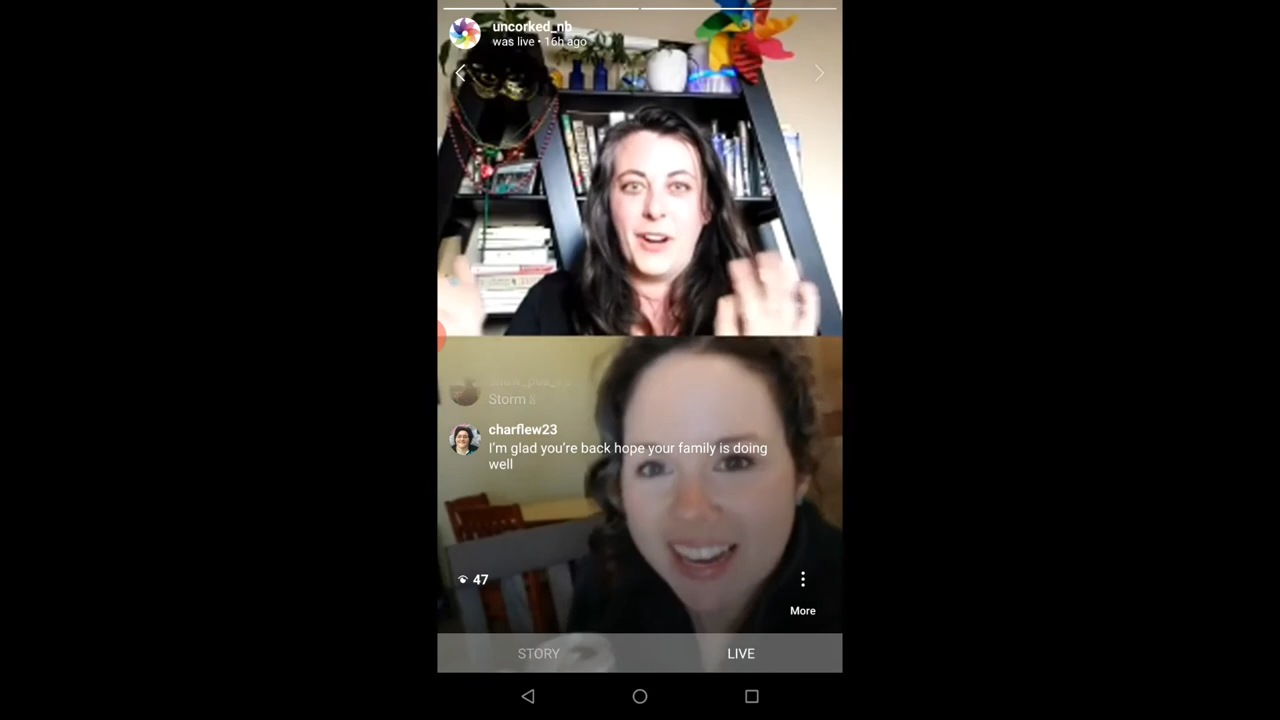 uncorked_nb
was live • 16h ago
Storm
charflew23
I'm glad you're back hope your family is doing
well
47
More
STORY
LIVE